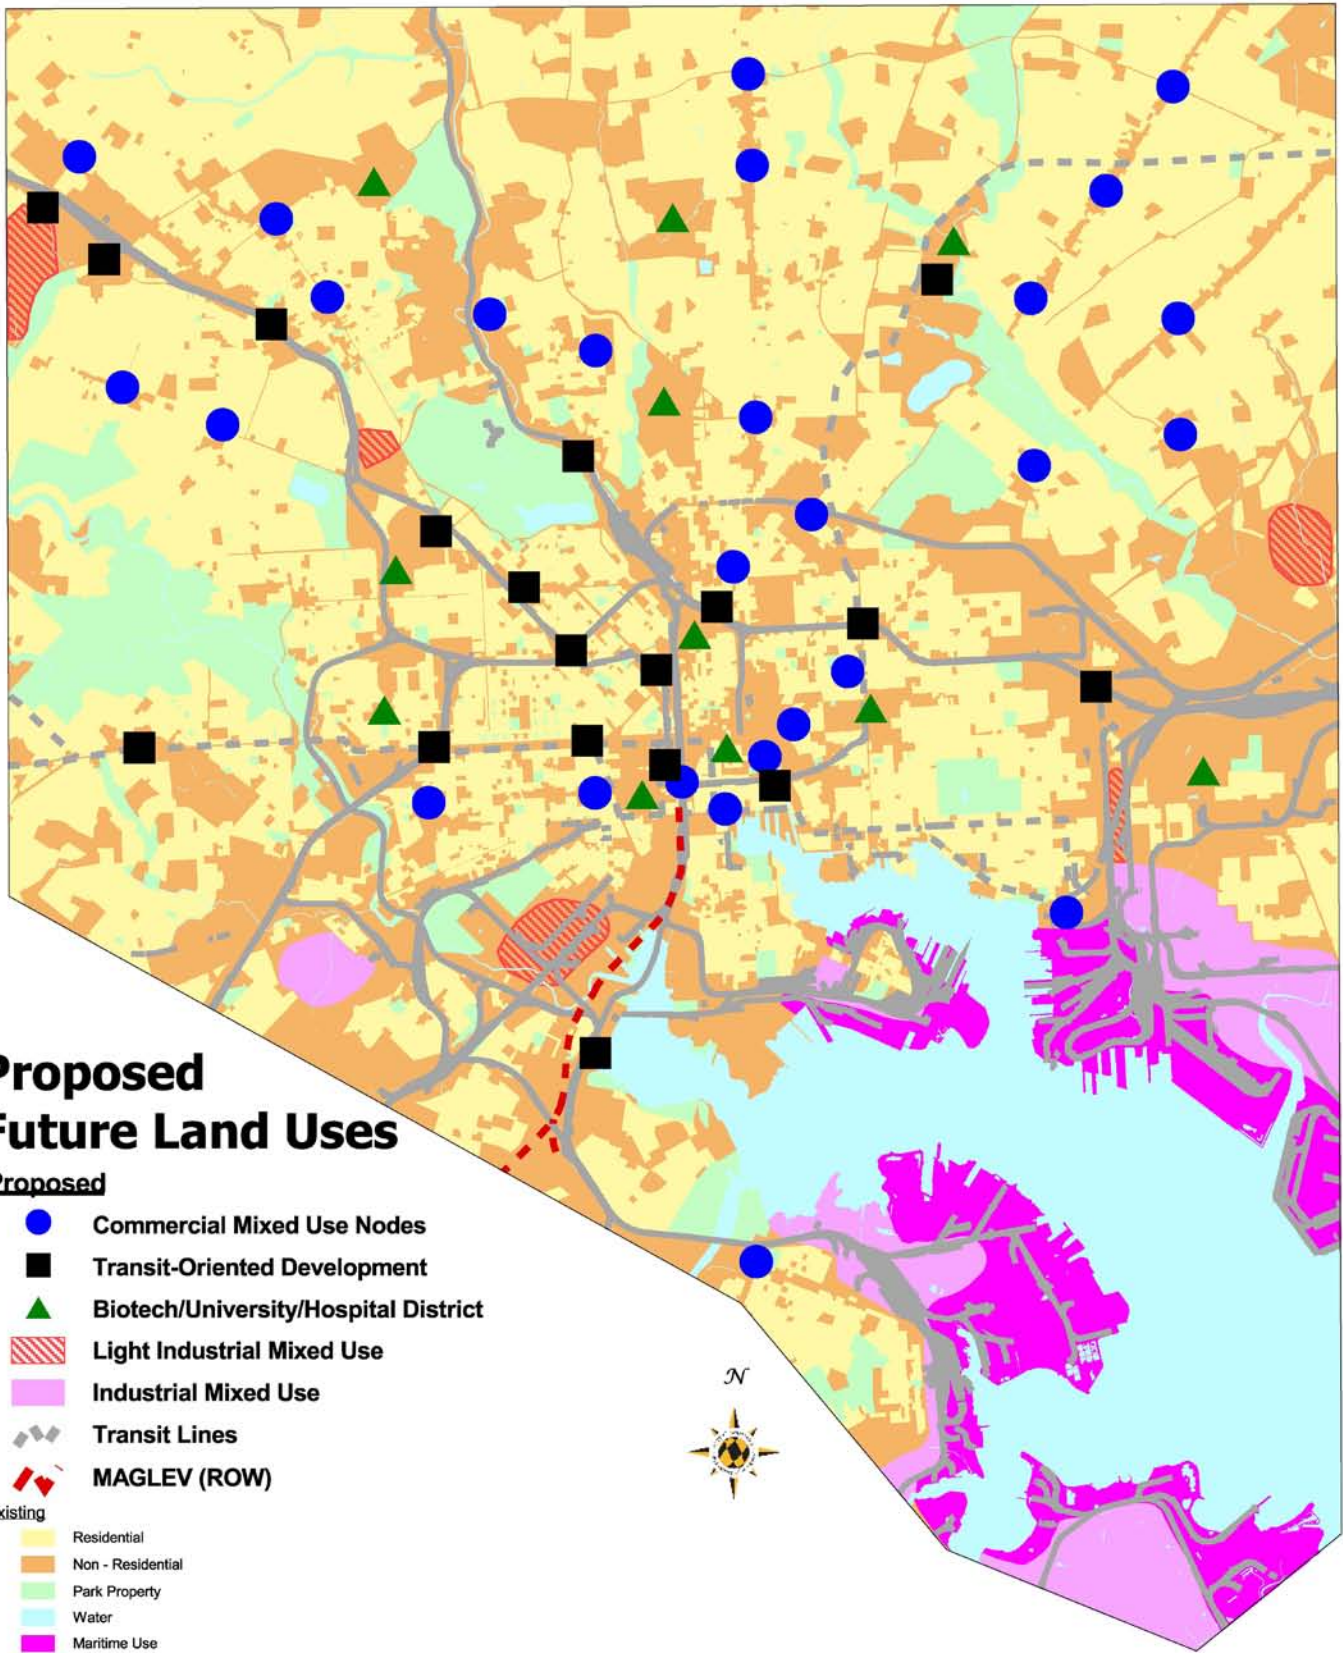 Proposed
Future Land Uses
Proposed
Commercial Mixed Use Nodes
Transit-Oriented Development
Biotech/University/Hospital District
Light Industrial Mixed Use
Industrial Mixed Use
Transit Lines
MAGLEV (ROW)
xisting
Residential
Non - Residential
Park Property
Water
Maritime Use
N